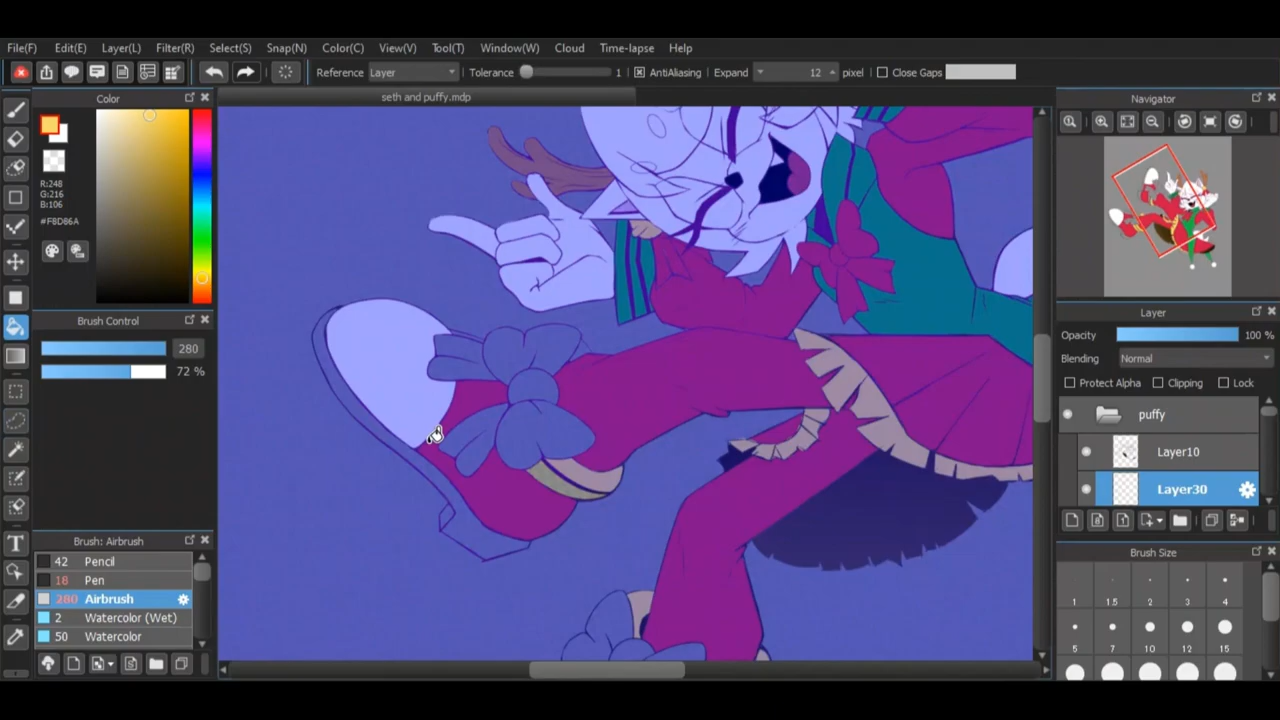 File(F) Edit(E) Layer(L) Filter(R) Select(S) Snap(N) Color(C) View(V) Tool(T) Window(W) Cloud Time-lapse Help
Reference Layer Tolerance 1 AntiAliasing Expand 12 pixel Close Gaps
Color
seth and puffy.mdp
Navigator
R:248
G:216
B:106
#F8D86A
Brush Control
280
72 %
Layer
Opacity 100 %
Blending Normal
Protect Alpha Clipping Lock
puffy
Layer10
Layer30
Brush: Airbrush
42 Pencil
18 Pen
280 Airbrush
2 Watercolor (Wet)
50 Watercolor
Brush Size
1 1.5 2 3 4
5 7 10 12 15
T